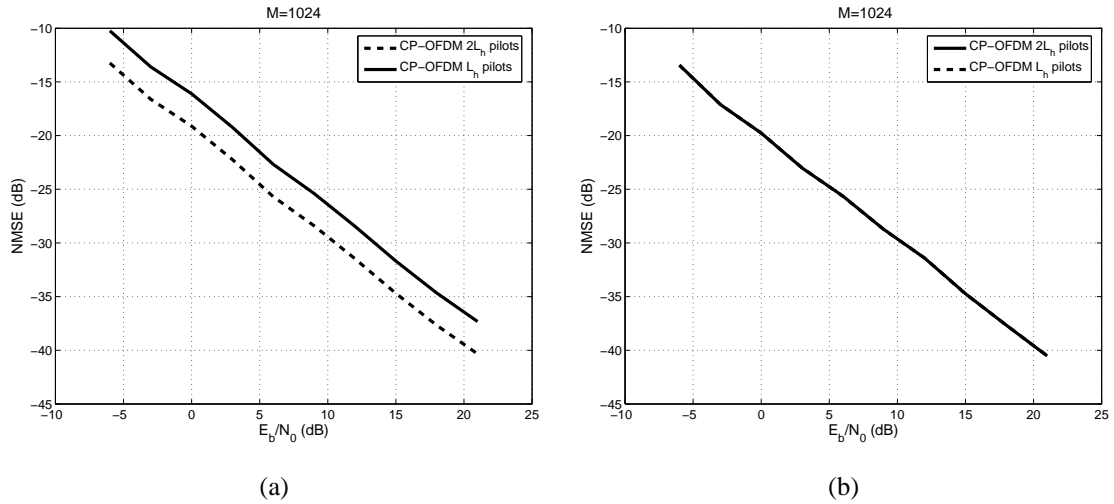 M=1024
NMSE (dB)
−10
−15
−20
−25
−30
−35
−40
−45
CP−OFDM 2L_h pilots
CP−OFDM L_h pilots
−10 −5 0 5 10 15 20 25
E_b/N_0 (dB)
(a)
M=1024
NMSE (dB)
−10
−15
−20
−25
−30
−35
−40
−45
CP−OFDM 2L_h pilots
CP−OFDM L_h pilots
−10 −5 0 5 10 15 20 25
E_b/N_0 (dB)
(b)